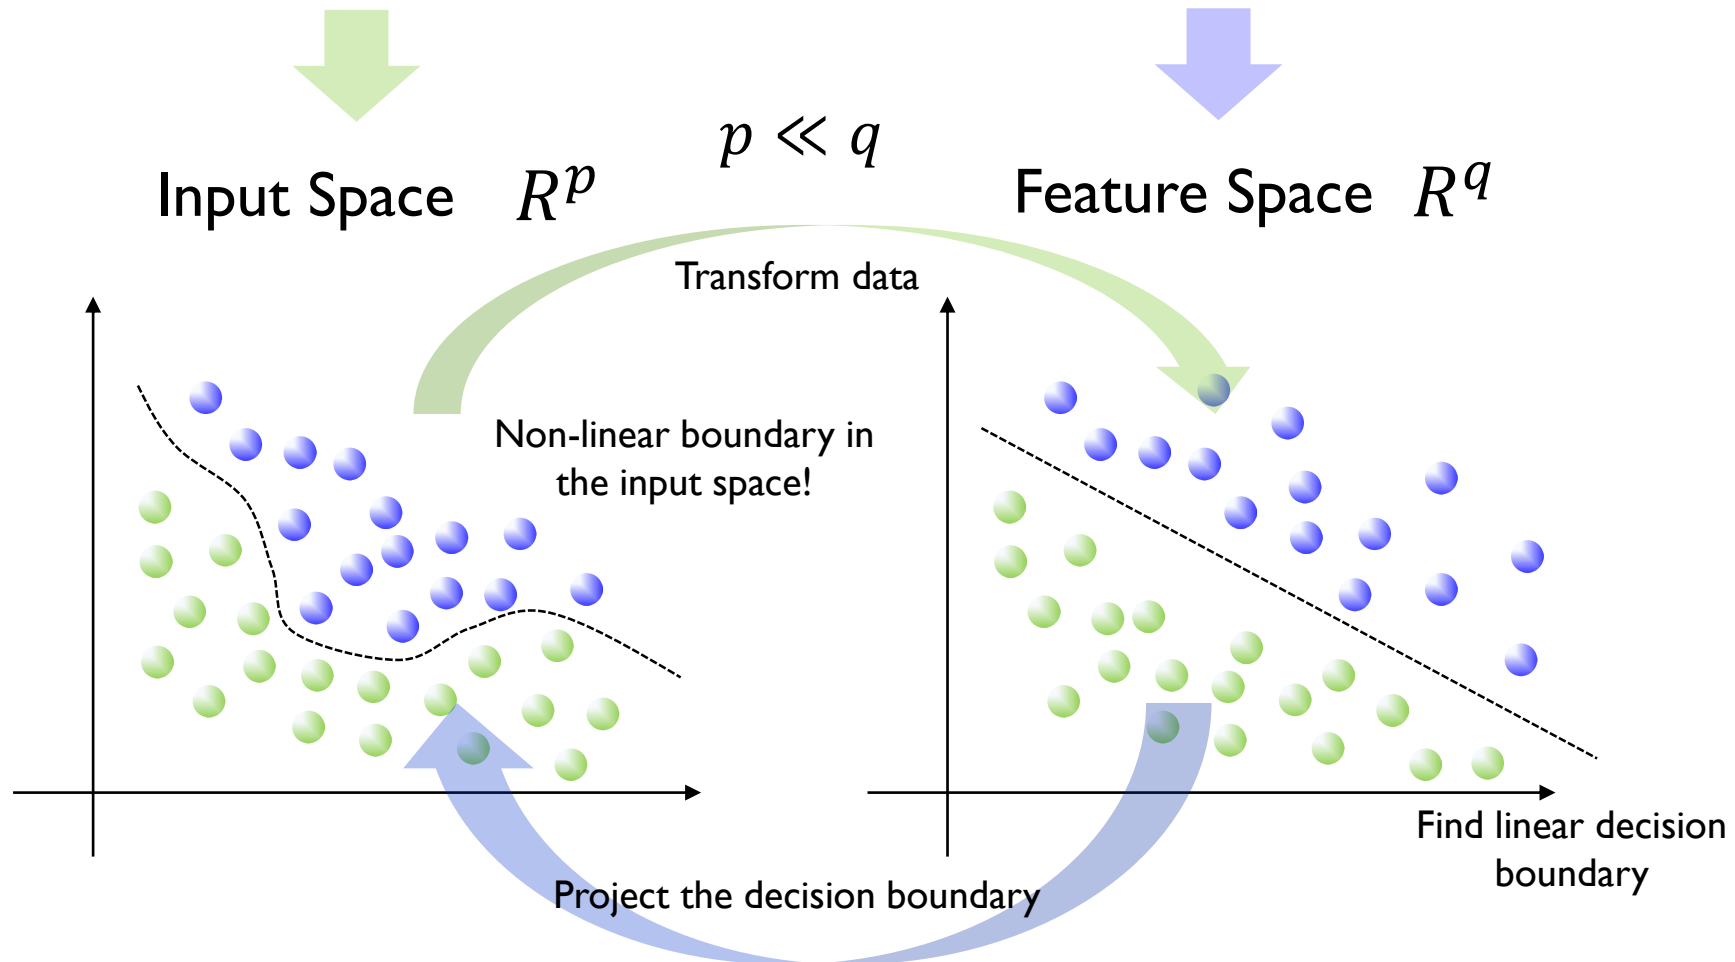 p ≪ q
Input Space R^p
Feature Space R^q
Transform data
Non-linear boundary in
the input space!
Find linear decision
boundary
Project the decision boundary